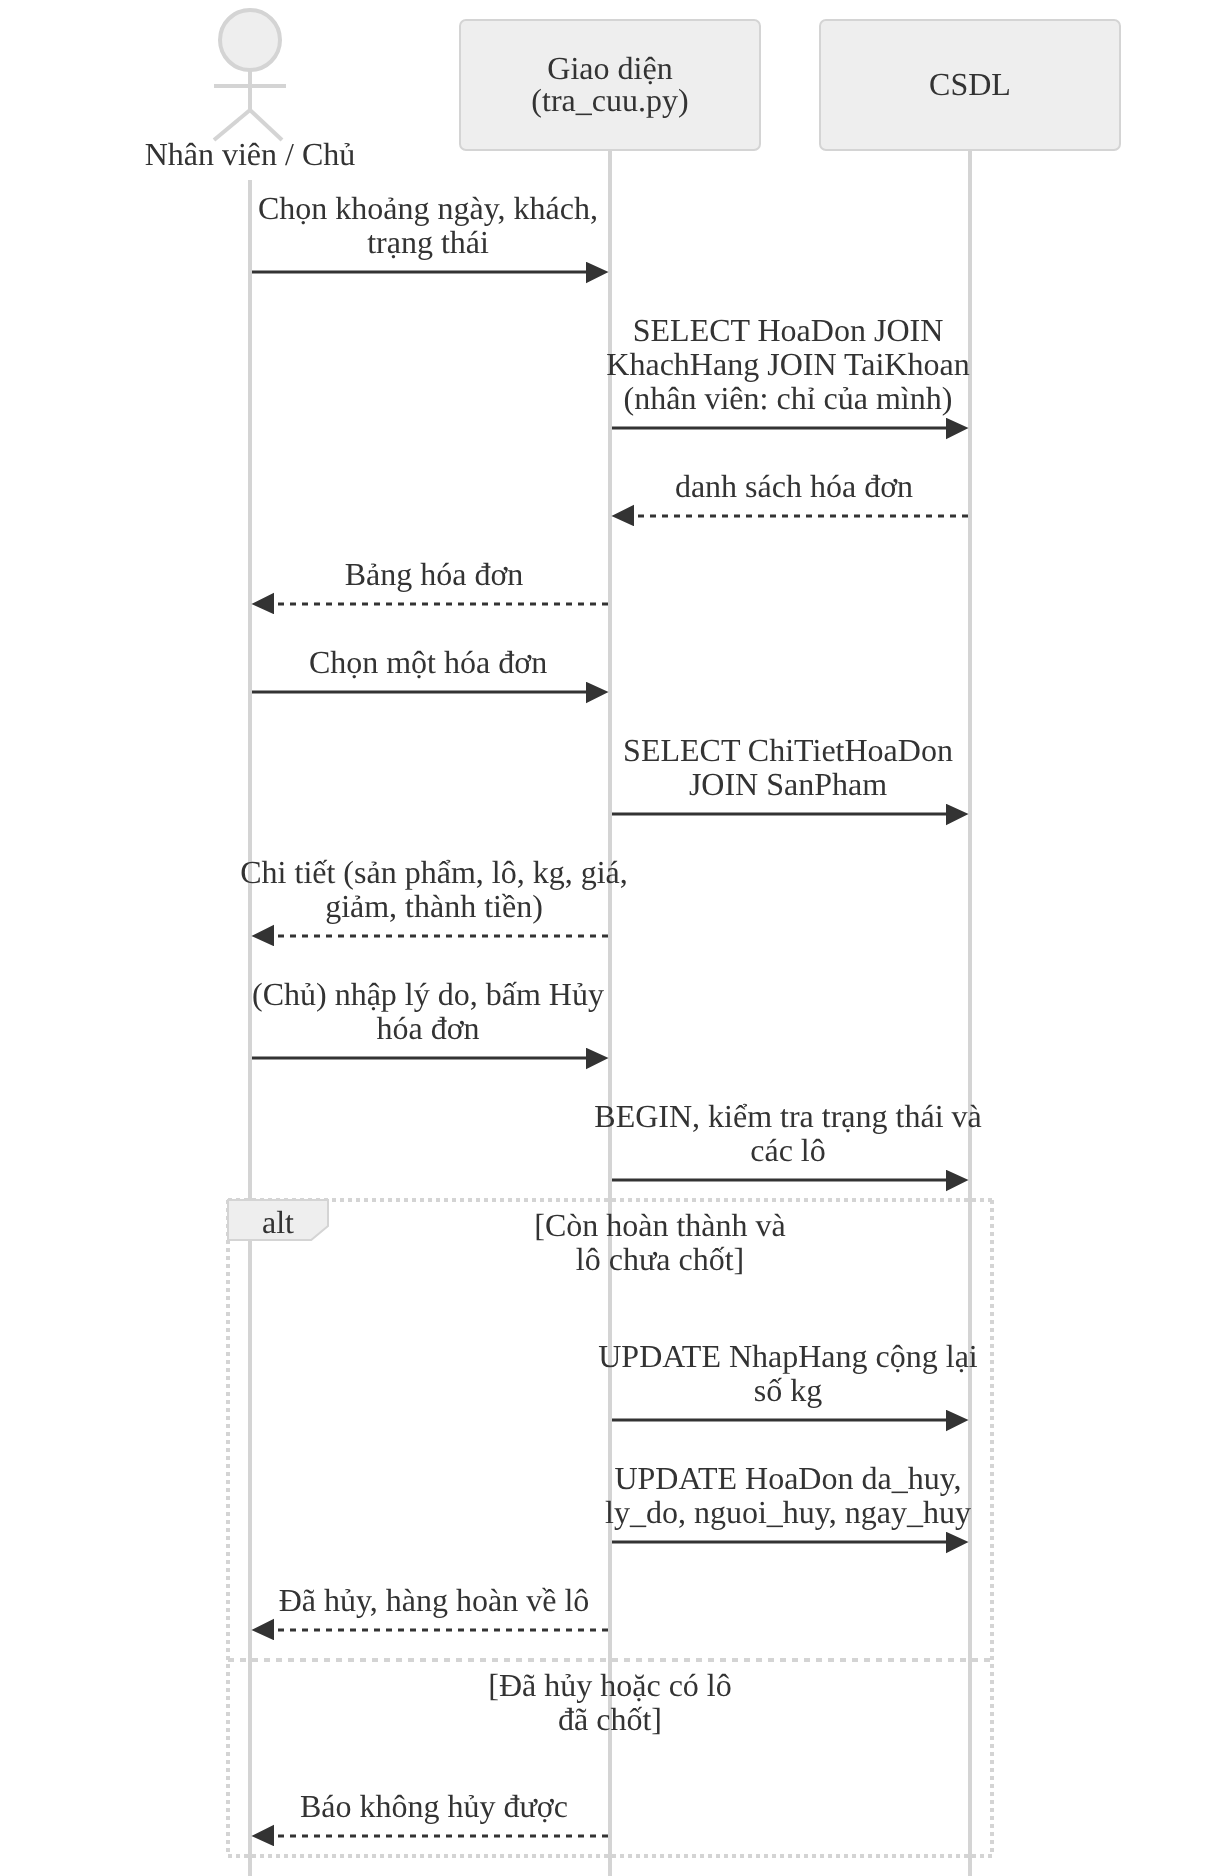 Giao diện
(tra_cuu.py)
CSDL
Nhân viên / Chủ
Chọn khoảng ngày, khách,
trạng thái
SELECT HoaDon JOIN
KhachHang JOIN TaiKhoan
(nhân viên: chỉ của mình)
danh sách hóa đơn
Bảng hóa đơn
Chọn một hóa đơn
SELECT ChiTietHoaDon
JOIN SanPham
Chi tiết (sản phẩm, lô, kg, giá,
giảm, thành tiền)
(Chủ) nhập lý do, bấm Hủy
hóa đơn
BEGIN, kiểm tra trạng thái và
các lô
alt
[Còn hoàn thành và
lô chưa chốt]
UPDATE NhapHang cộng lại
số kg
UPDATE HoaDon da_huy,
ly_do, nguoi_huy, ngay_huy
Đã hủy, hàng hoàn về lô
[Đã hủy hoặc có lô
đã chốt]
Báo không hủy được